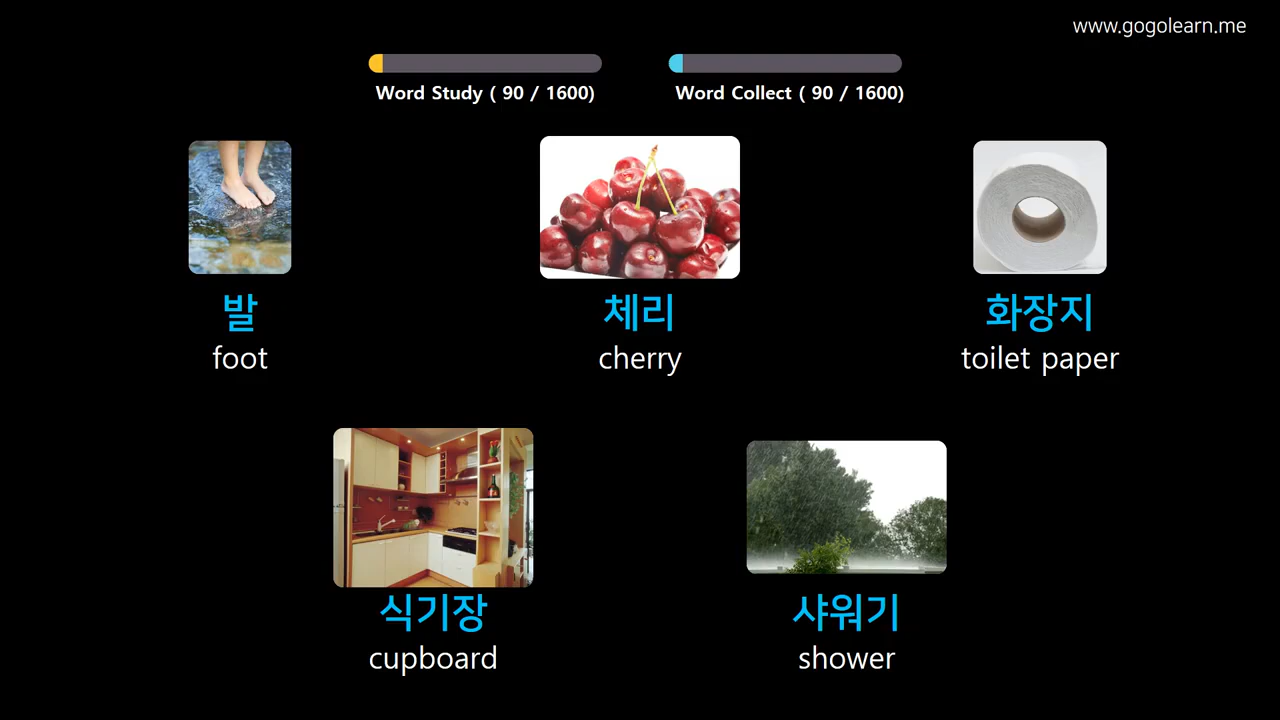 www.gogolearn.me
Word Study ( 90 / 1600)
Word Collect ( 90 / 1600)
발
foot
체리
cherry
화장지
toilet paper
식기장
cupboard
샤워기
shower